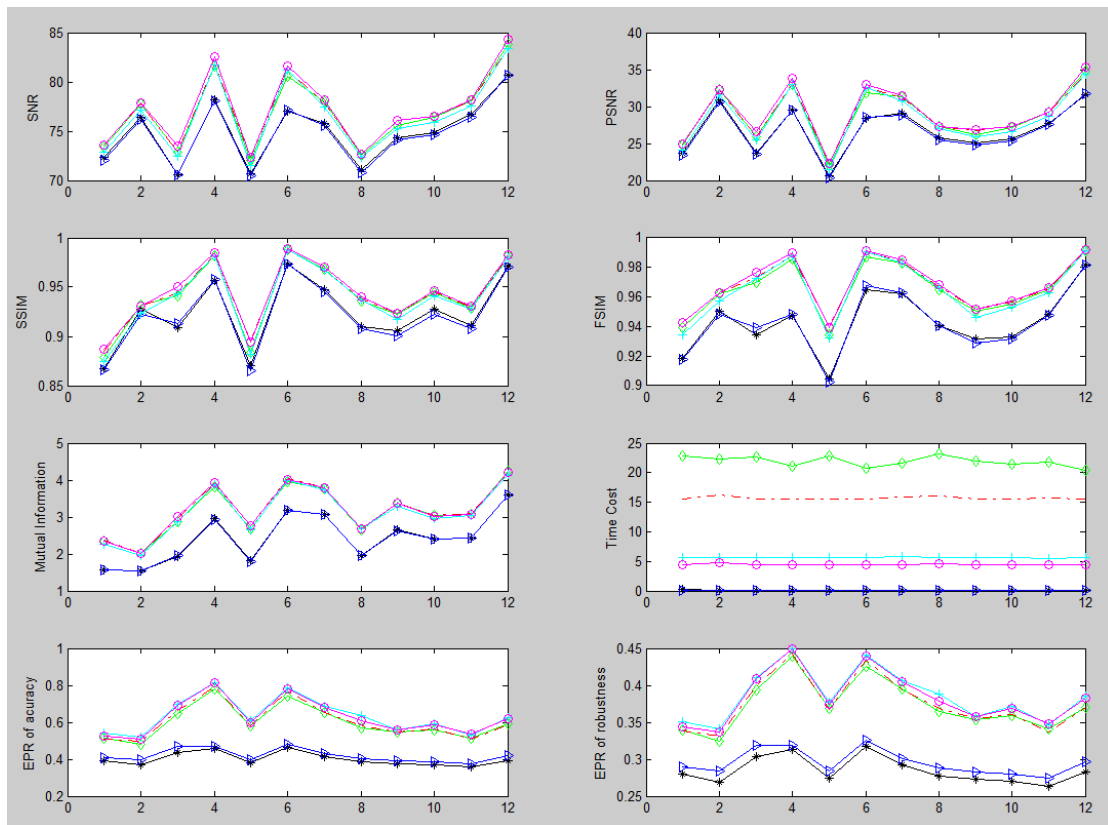 85
80
75
70
SNR
0 2 4 6 8 10 12
40
35
30
25
20
PSNR
0 2 4 6 8 10 12
1
0.95
0.9
0.85
SSIM
0 2 4 6 8 10 12
1
0.98
0.96
0.94
0.92
0.9
FSIM
0 2 4 6 8 10 12
5
4
3
2
1
Mutual Information
0 2 4 6 8 10 12
25
20
15
10
5
0
Time Cost
0 2 4 6 8 10 12
1
0.8
0.6
0.4
0.2
EPR of acuracy
0 2 4 6 8 10 12
0.45
0.4
0.35
0.3
0.25
EPR of robustness
0 2 4 6 8 10 12